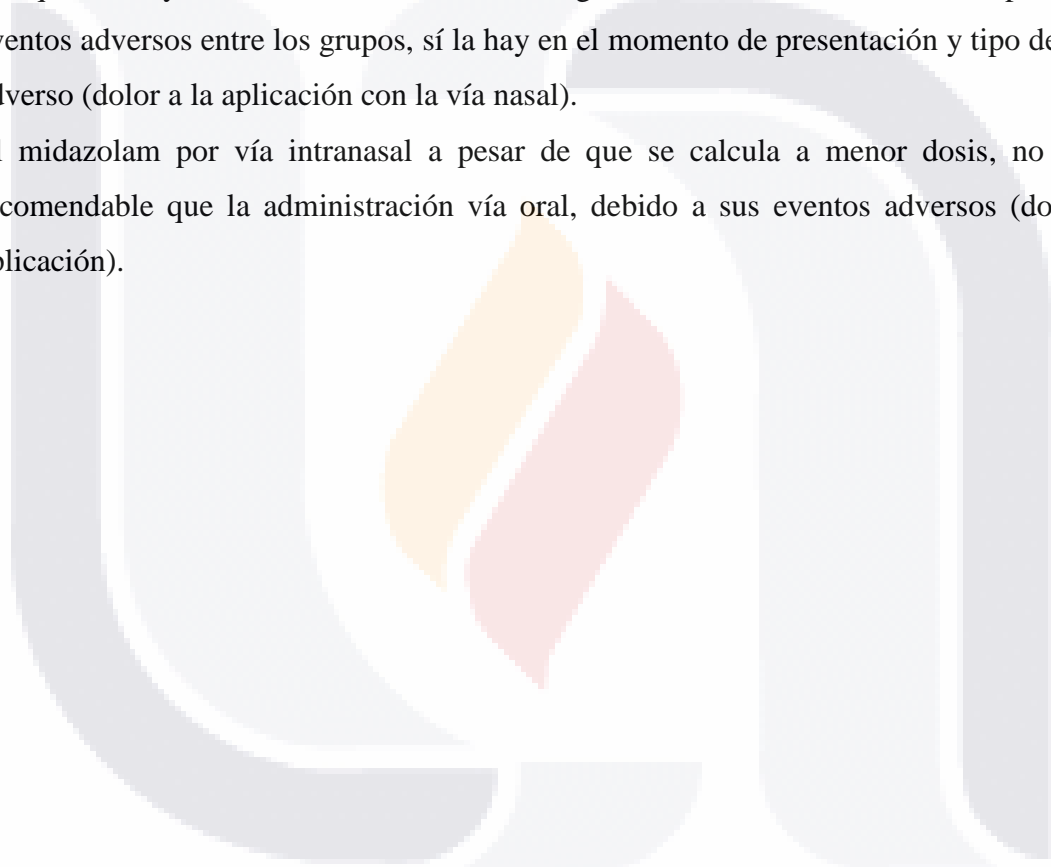 ventos adversos entre los grupos, sí la hay en el momento de presentación y tipo de
dverso (dolor a la aplicación con la vía nasal).
l midazolam por vía intranasal a pesar de que se calcula a menor dosis, no
comendable que la administración vía oral, debido a sus eventos adversos (do
plicación).